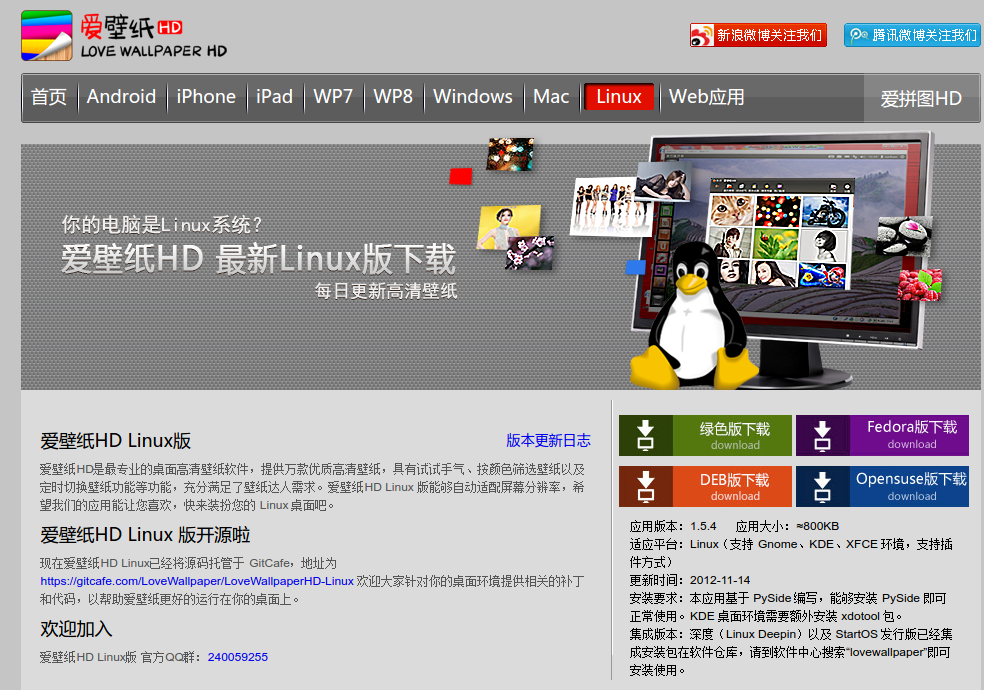 爱壁纸HD
LOVE WALLPAPER HD
新浪微博关注我们
腾讯微博关注我们
首页 Android iPhone iPad WP7 WP8 Windows Mac Linux Web应用 爱拼图HD
你的电脑是Linux系统？
爱壁纸HD 最新Linux版下载
每日更新高清壁纸
爱壁纸HD Linux版
版本更新日志
爱壁纸HD是最专业的桌面高清壁纸软件，提供万款优质高清壁纸，具有试试手气、按颜色筛选壁纸以及
定时切换壁纸功能等功能，充分满足了壁纸达人需求。爱壁纸HD Linux 版能够自动适配屏幕分辨率，希
望我们的应用能让您喜欢，快来装扮您的 Linux 桌面吧。
爱壁纸HD Linux 版开源啦
现在爱壁纸HD Linux已经将源码托管于 GitCafe，地址为
https://gitcafe.com/LoveWallpaper/LoveWallpaperHD-Linux 欢迎大家针对你的桌面环境提供相关的补丁
和代码，以帮助爱壁纸更好的运行在你的桌面上。
欢迎加入
爱壁纸HD Linux版 官方QQ群：240059255
绿色版下载
download
Fedora版下载
download
DEB版下载
download
Opensuse版下载
download
应用版本：1.5.4 应用大小：≈800KB
适应平台：Linux（支持 Gnome、KDE、XFCE 环境，支持插
件方式）
更新时间：2012-11-14
安装要求：本应用基于 PySide 编写，能够安装 PySide 即可
正常使用。KDE 桌面环境需要额外安装 xdotool 包。
集成版本：深度（Linux Deepin）以及 StartOS 发行版已经集
成安装包在软件仓库，请到软件中心搜索“lovewallpaper”即可
安装使用。